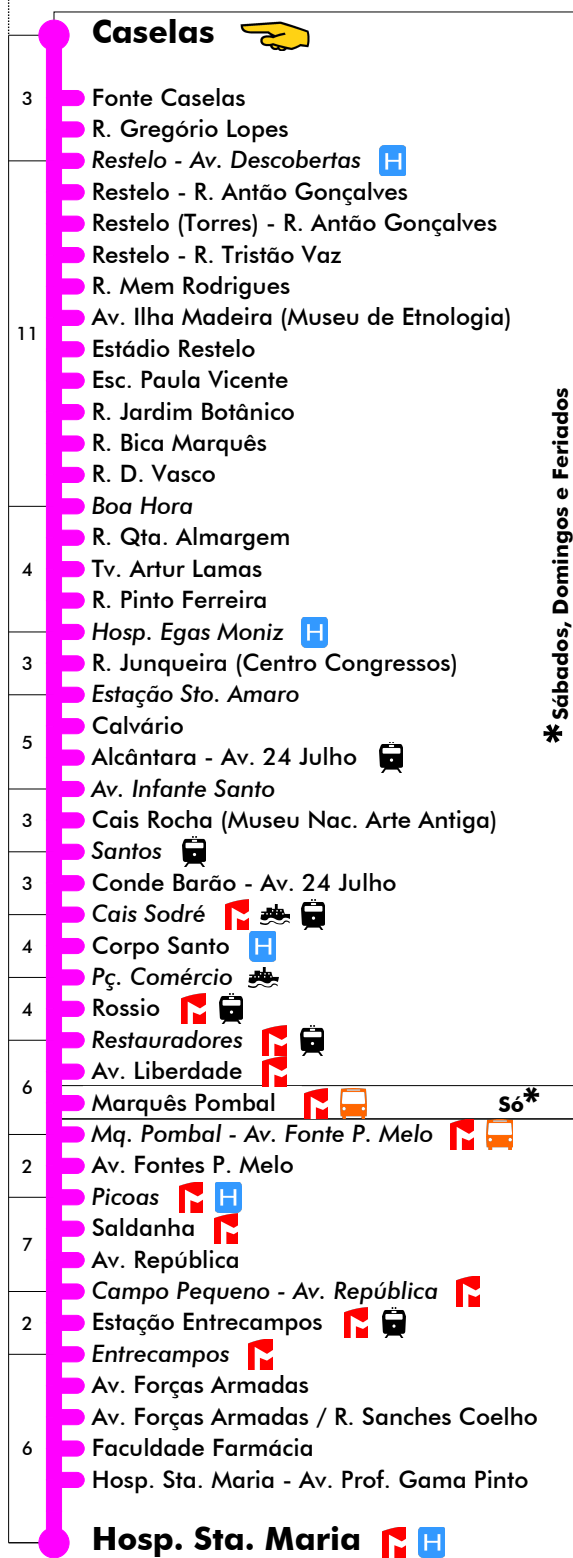 Caselas
3
Fonte Caselas
R. Gregório Lopes
Restelo - Av. Descobertas H
Restelo - R. Antão Gonçalves
Restelo (Torres) - R. Antão Gonçalves
Restelo - R. Tristão Vaz
R. Mem Rodrigues
Av. Ilha Madeira (Museu de Etnologia)
11
Estádio Restelo
Esc. Paula Vicente
R. Jardim Botânico
R. Bica Marquês
R. D. Vasco
Boa Hora
R. Qta. Almargem
4
Tv. Artur Lamas
R. Pinto Ferreira
Hosp. Egas Moniz H
3
R. Junqueira (Centro Congressos)
Estação Sto. Amaro
Calvário
5
Alcântara - Av. 24 Julho
Av. Infante Santo
3
Cais Rocha (Museu Nac. Arte Antiga)
Santos
3
Conde Barão - Av. 24 Julho
Cais Sodré M
4
Corpo Santo H
Pç. Comércio
4
Rossio M
Restauradores M
Av. Liberdade M
6
Marquês Pombal M Só*
Mq. Pombal - Av. Fonte P. Melo M
2
Av. Fontes P. Melo
Picoas M H
Saldanha M
7
Av. República
Campo Pequeno - Av. República M
2
Estação Entrecampos M
Entrecampos M
Av. Forças Armadas
Av. Forças Armadas / R. Sanches Coelho
6
Faculdade Farmácia
Hosp. Sta. Maria - Av. Prof. Gama Pinto
Hosp. Sta. Maria M H
* Sábados, Domingos e Feriados